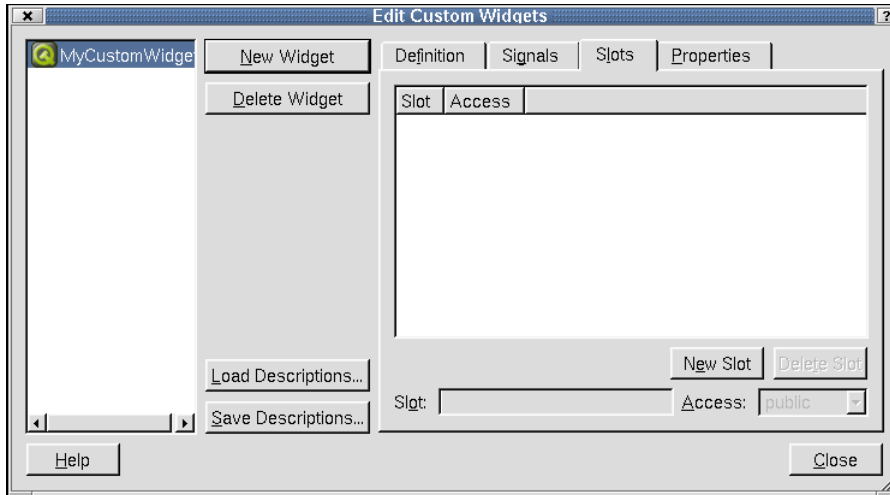 Edit Custom Widgets
?
MyCustomWidget
New Widget
Delete Widget
Load Descriptions...
Save Descriptions...
Definition Signals Slots Properties
Slot Access
New Slot Delete Slot
Slot: Access: public
Help Close